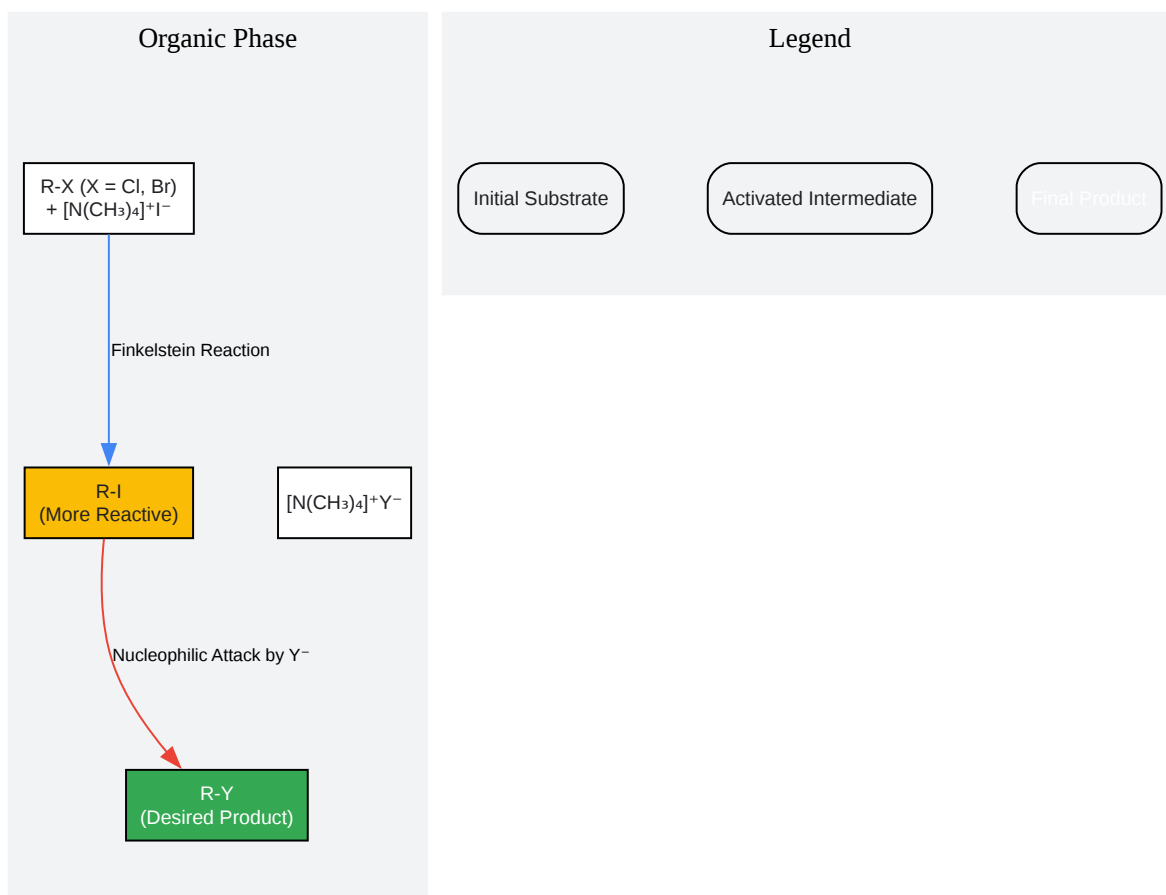 Organic Phase
R-X (X = Cl, Br)
+ [N(CH₃)₄]⁺I⁻
Finkelstein Reaction
R-I
(More Reactive)
[N(CH₃)₄]⁺Y⁻
Nucleophilic Attack by Y⁻
R-Y
(Desired Product)
Legend
Initial Substrate
Activated Intermediate
Final Product